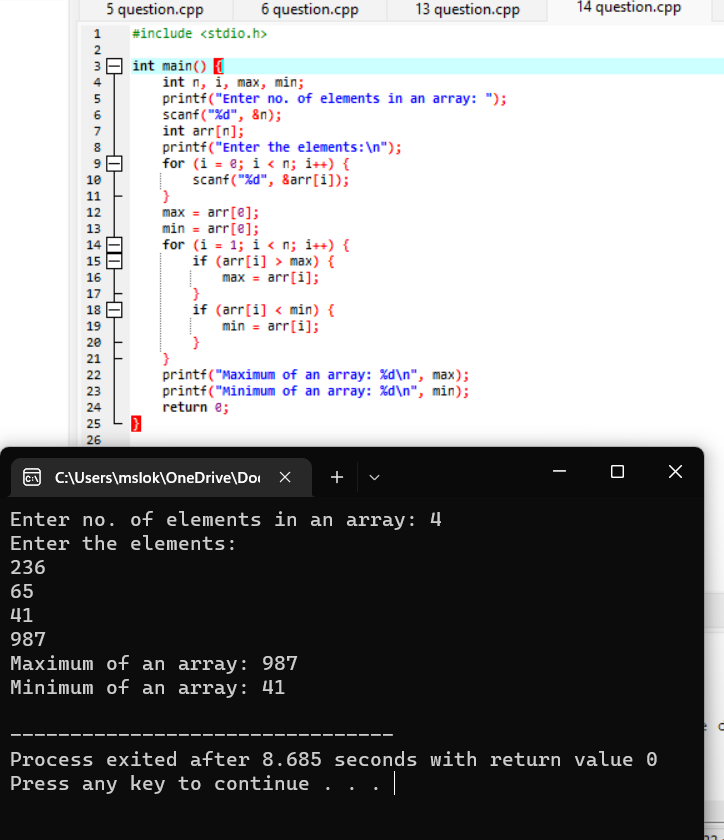 5 question.cpp 6 question.cpp 13 question.cpp 14 question.cpp
1 #include <stdio.h>
2
3 int main() {
4 int n, i, max, min;
5 printf("Enter no. of elements in an array: ");
6 scanf("%d", &n);
7 int arr[n];
8 printf("Enter the elements:\n");
9 for (i = 0; i < n; i++) {
10 scanf("%d", &arr[i]);
11 }
12 max = arr[0];
13 min = arr[0];
14 for (i = 1; i < n; i++) {
15 if (arr[i] > max) {
16 max = arr[i];
17 }
18 if (arr[i] < min) {
19 min = arr[i];
20 }
21 }
22 printf("Maximum of an array: %d\n", max);
23 printf("Minimum of an array: %d\n", min);
24 return 0;
25 }
26
C:\Users\mslok\OneDrive\Do
Enter no. of elements in an array: 4
Enter the elements:
236
65
41
987
Maximum of an array: 987
Minimum of an array: 41
--------------------------------
Process exited after 8.685 seconds with return value 0
Press any key to continue . . .